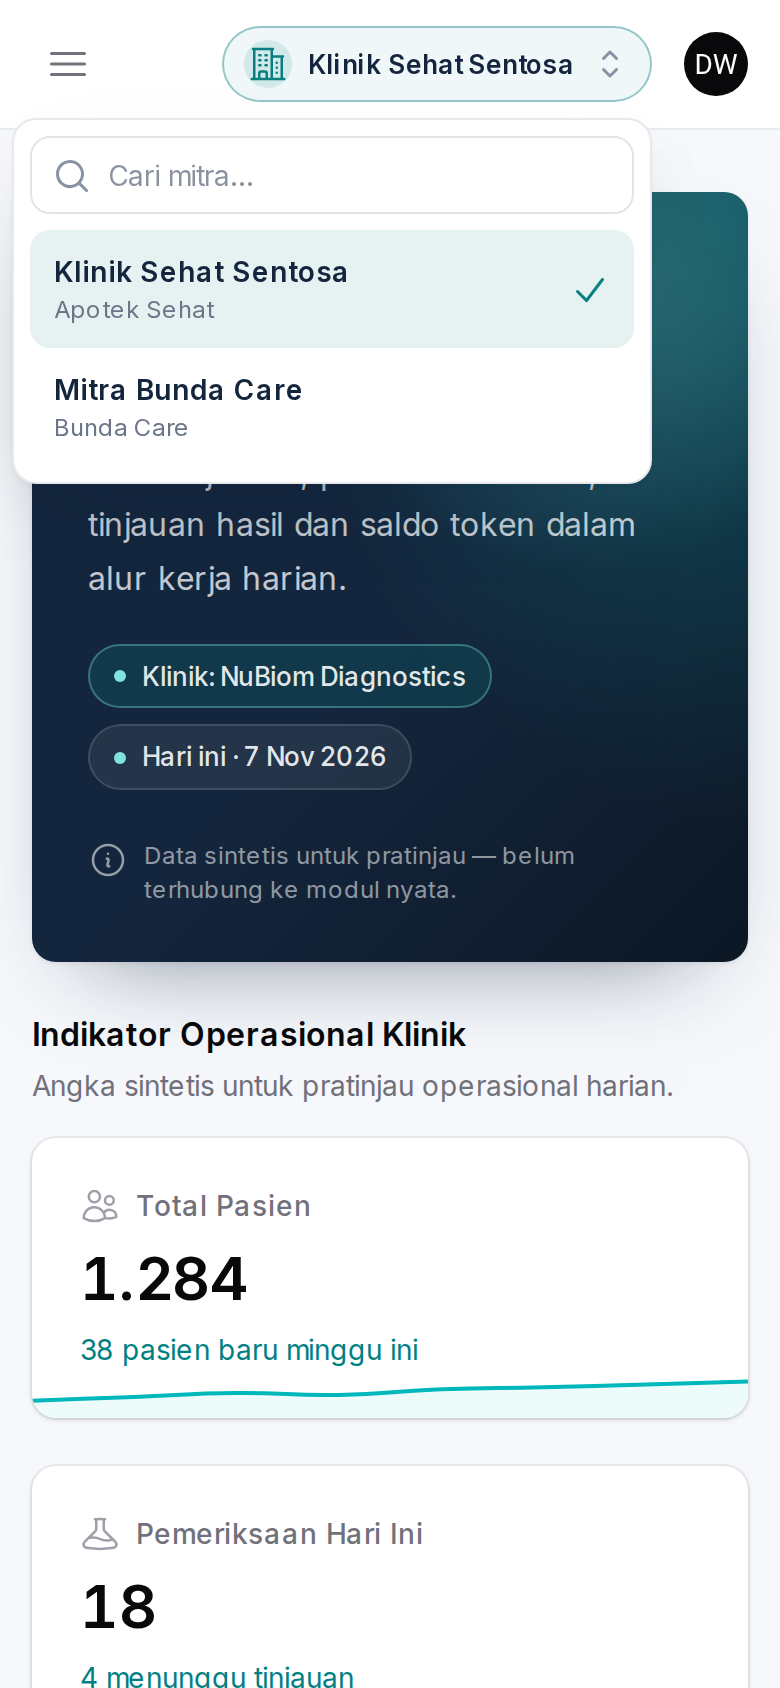 Klinik Sehat Sentosa
DW
Cari mitra...
Klinik Sehat Sentosa
Apotek Sehat
Mitra Bunda Care
Bunda Care
tinjauan hasil dan saldo token dalam
alur kerja harian.
Klinik: NuBiom Diagnostics
Hari ini · 7 Nov 2026
Data sintetis untuk pratinjau — belum
terhubung ke modul nyata.
Indikator Operasional Klinik
Angka sintetis untuk pratinjau operasional harian.
Total Pasien
1.284
38 pasien baru minggu ini
Pemeriksaan Hari Ini
18
4 menunggu tinjauan